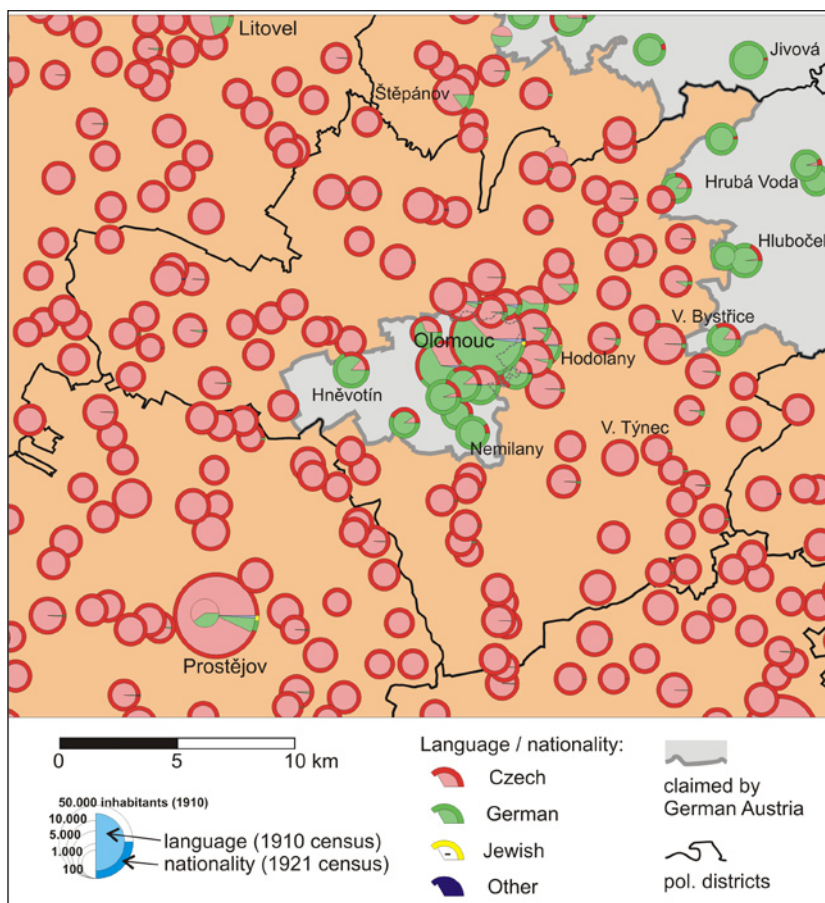 Litovel
Jivová
Štěpánov
Hrubá Voda
Hluboček
V. Bystřice
Olomouc
Hodolany
Hněvotín
V. Týnec
Nemilany
Prostějov
0 5 10 km
50.000 inhabitants (1910)
10.000
5.000
1.000
100
language (1910 census)
nationality (1921 census)
Language / nationality:
Czech
German
Jewish
Other
claimed by
German Austria
pol. districts